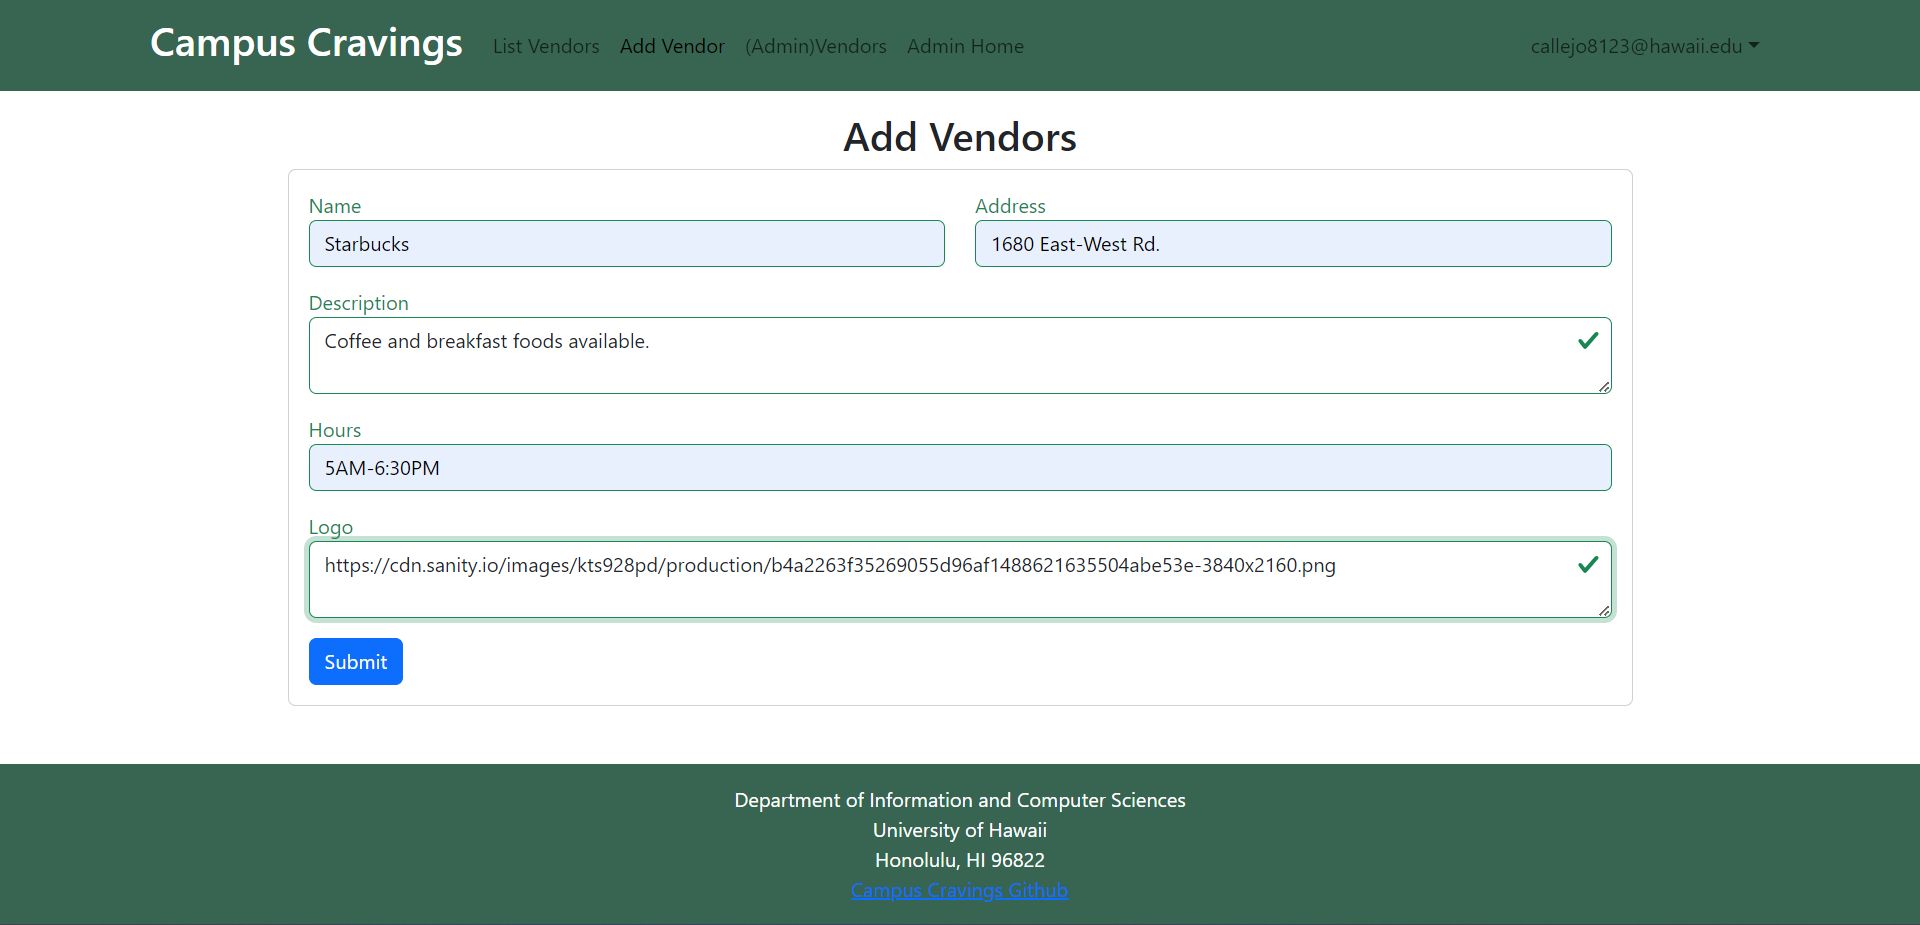 Campus Cravings List Vendors Add Vendor (Admin)Vendors Admin Home callejo8123@hawaii.edu
Add Vendors
Name Address
Starbucks 1680 East-West Rd.
Description
Coffee and breakfast foods available.
Hours
5AM-6:30PM
Logo
https://cdn.sanity.io/images/kts928pd/production/b4a2263f35269055d96af1488621635504abe53e-3840x2160.png
Submit
Department of Information and Computer Sciences
University of Hawaii
Honolulu, HI 96822
Campus Cravings Github